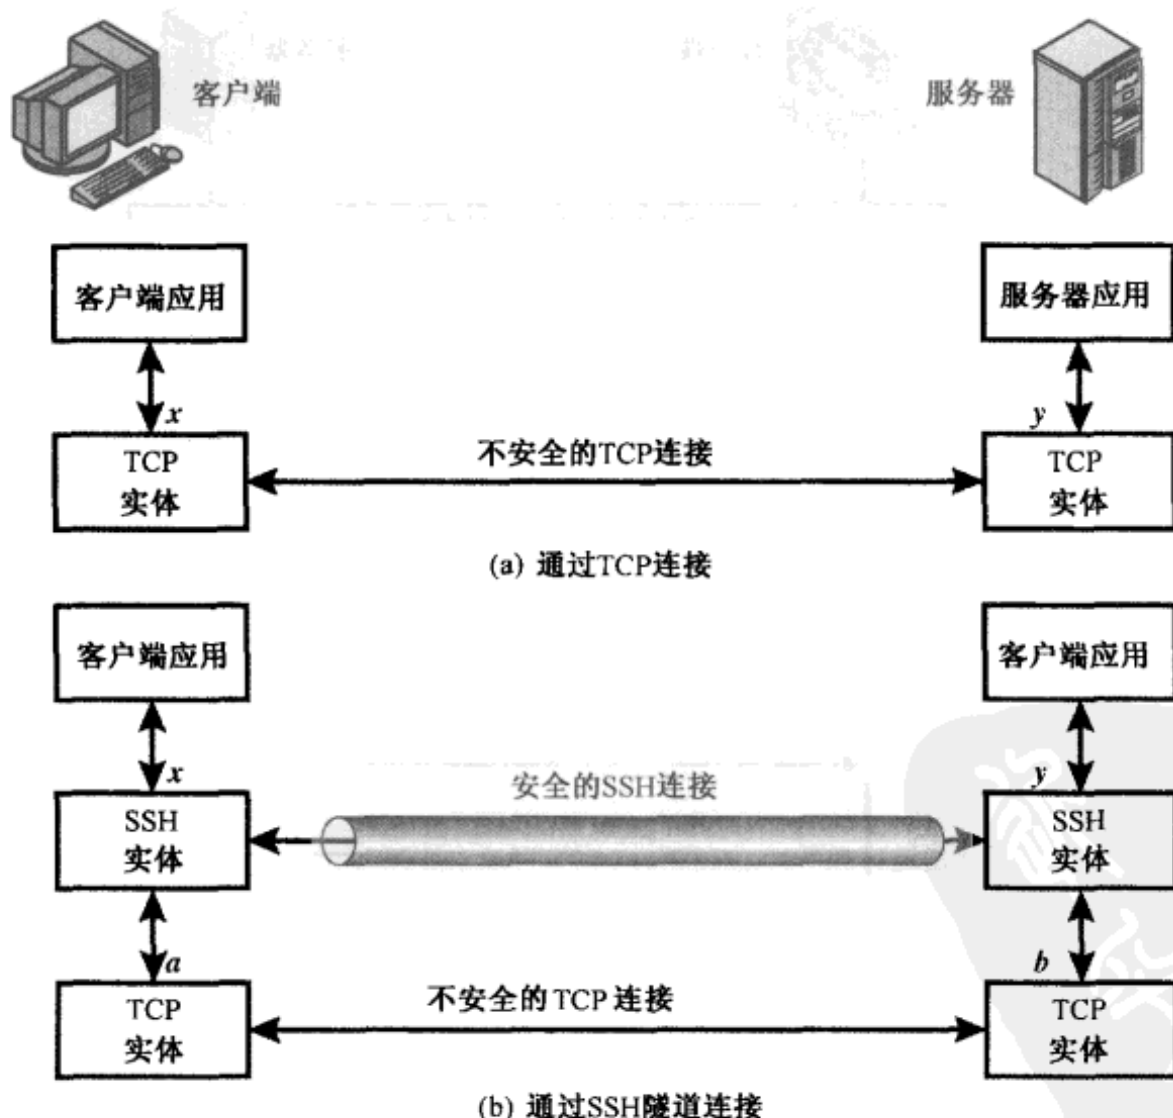 客户端
服务器
客户端应用
服务器应用
x
y
TCP
实体
不安全的TCP连接
TCP
实体
(a) 通过TCP连接
客户端应用
客户端应用
x
y
安全的SSH连接
SSH
实体
SSH
实体
a
b
TCP
实体
不安全的 TCP 连接
TCP
实体
(b) 通过SSH隧道连接